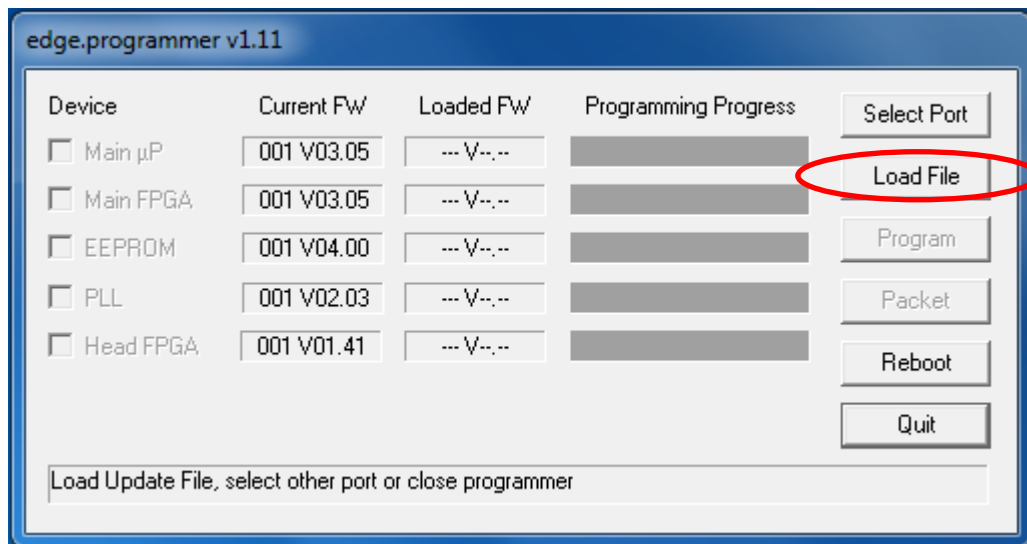 edge.programmer v1.11
Device Current FW Loaded FW Programming Progress Select Port
Main µP 001 V03.05 --- V--.-- Load File
Main FPGA 001 V03.05 --- V--.--
EEPROM 001 V04.00 --- V--.-- Program
PLL 001 V02.03 --- V--.-- Packet
Head FPGA 001 V01.41 --- V--.-- Reboot
Quit
Load Update File, select other port or close programmer